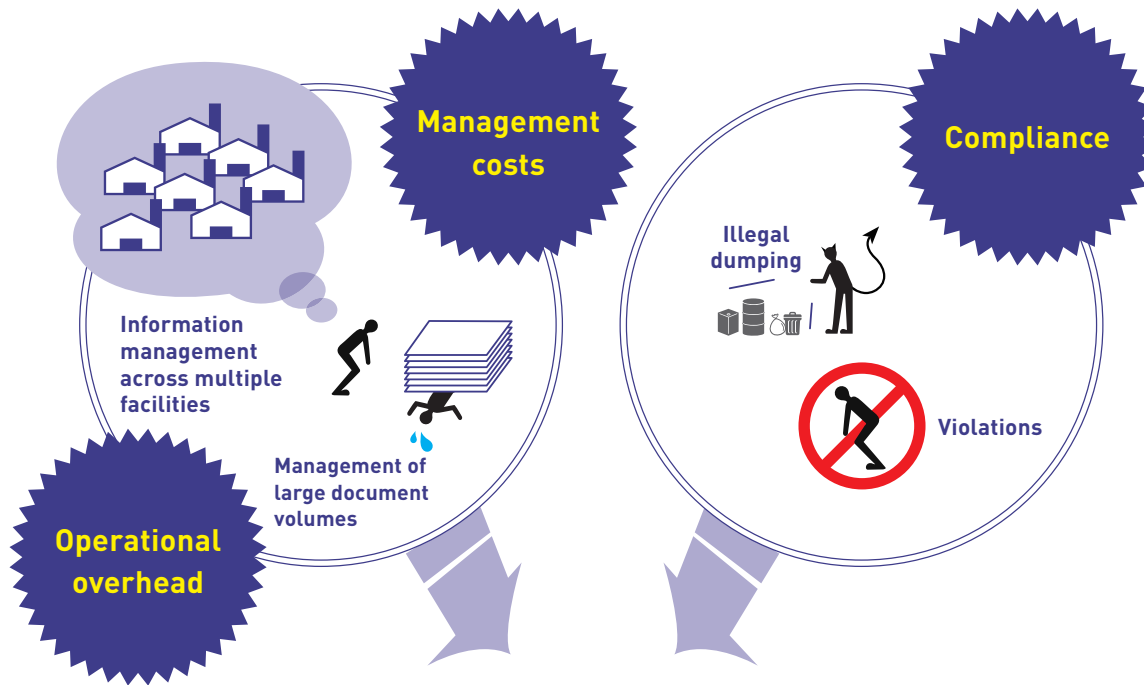 Management
costs
Information
management
across multiple
facilities
Management of
large document
volumes
Operational
overhead
Compliance
Illegal
dumping
Violations